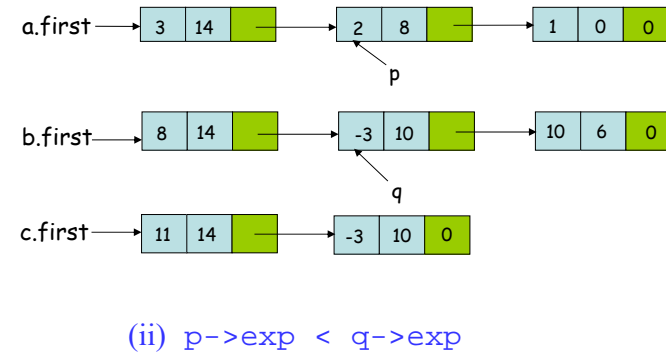 a.first 3 14 2 8 1 0 0
p
b.first 8 14 -3 10 10 6 0
q
c.first 11 14 -3 10 0
(ii) p->exp < q->exp